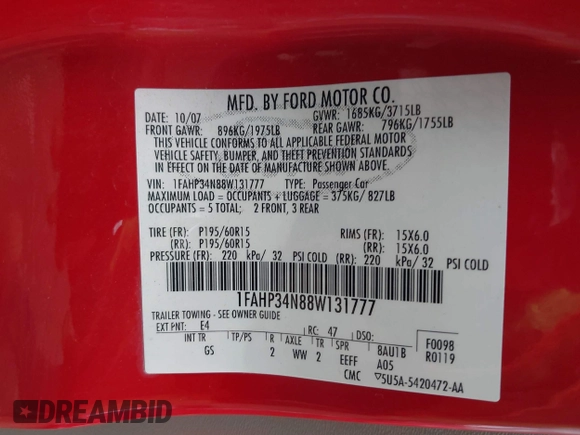 MFD. BY FORD MOTOR CO.
DATE: 10/07 GVWR: 1685KG/3715LB
FRONT GAWR: 896KG/1975LB REAR GAWR: 796KG/1755LB
THIS VEHICLE CONFORMS TO ALL APPLICABLE FEDERAL MOTOR
VEHICLE SAFETY, BUMPER, AND THEFT PREVENTION STANDARDS
IN EFFECT ON THE DATE OF MANUFACTURE SHOWN ABOVE.
VIN: 1FAHP34N88W131777 TYPE: Passenger Car
MAXIMUM LOAD = OCCUPANTS + LUGGAGE = 375KG/ 827LB
OCCUPANTS = 5 TOTAL; 2 FRONT, 3 REAR
TIRE (FR): P195/60R15 RIMS (FR): 15X6.0
(RR): P195/60R15 (RR): 15X6.0
PRESSURE (FR): 220 kPa/ 32 PSI COLD (RR): 220 kPa/ 32 PSI COLD
1FAHP34N88W131777
TRAILER TOWING - SEE OWNER GUIDE
EXT PNT: E4 RC: 47 DSO: F0098
INT TR TP/PS R AXLE TR SPR 8AU1B R0119
GS 2 WW 2 EEFF A05
CMC ▽5U5A-5420472-AA
DREAMBID